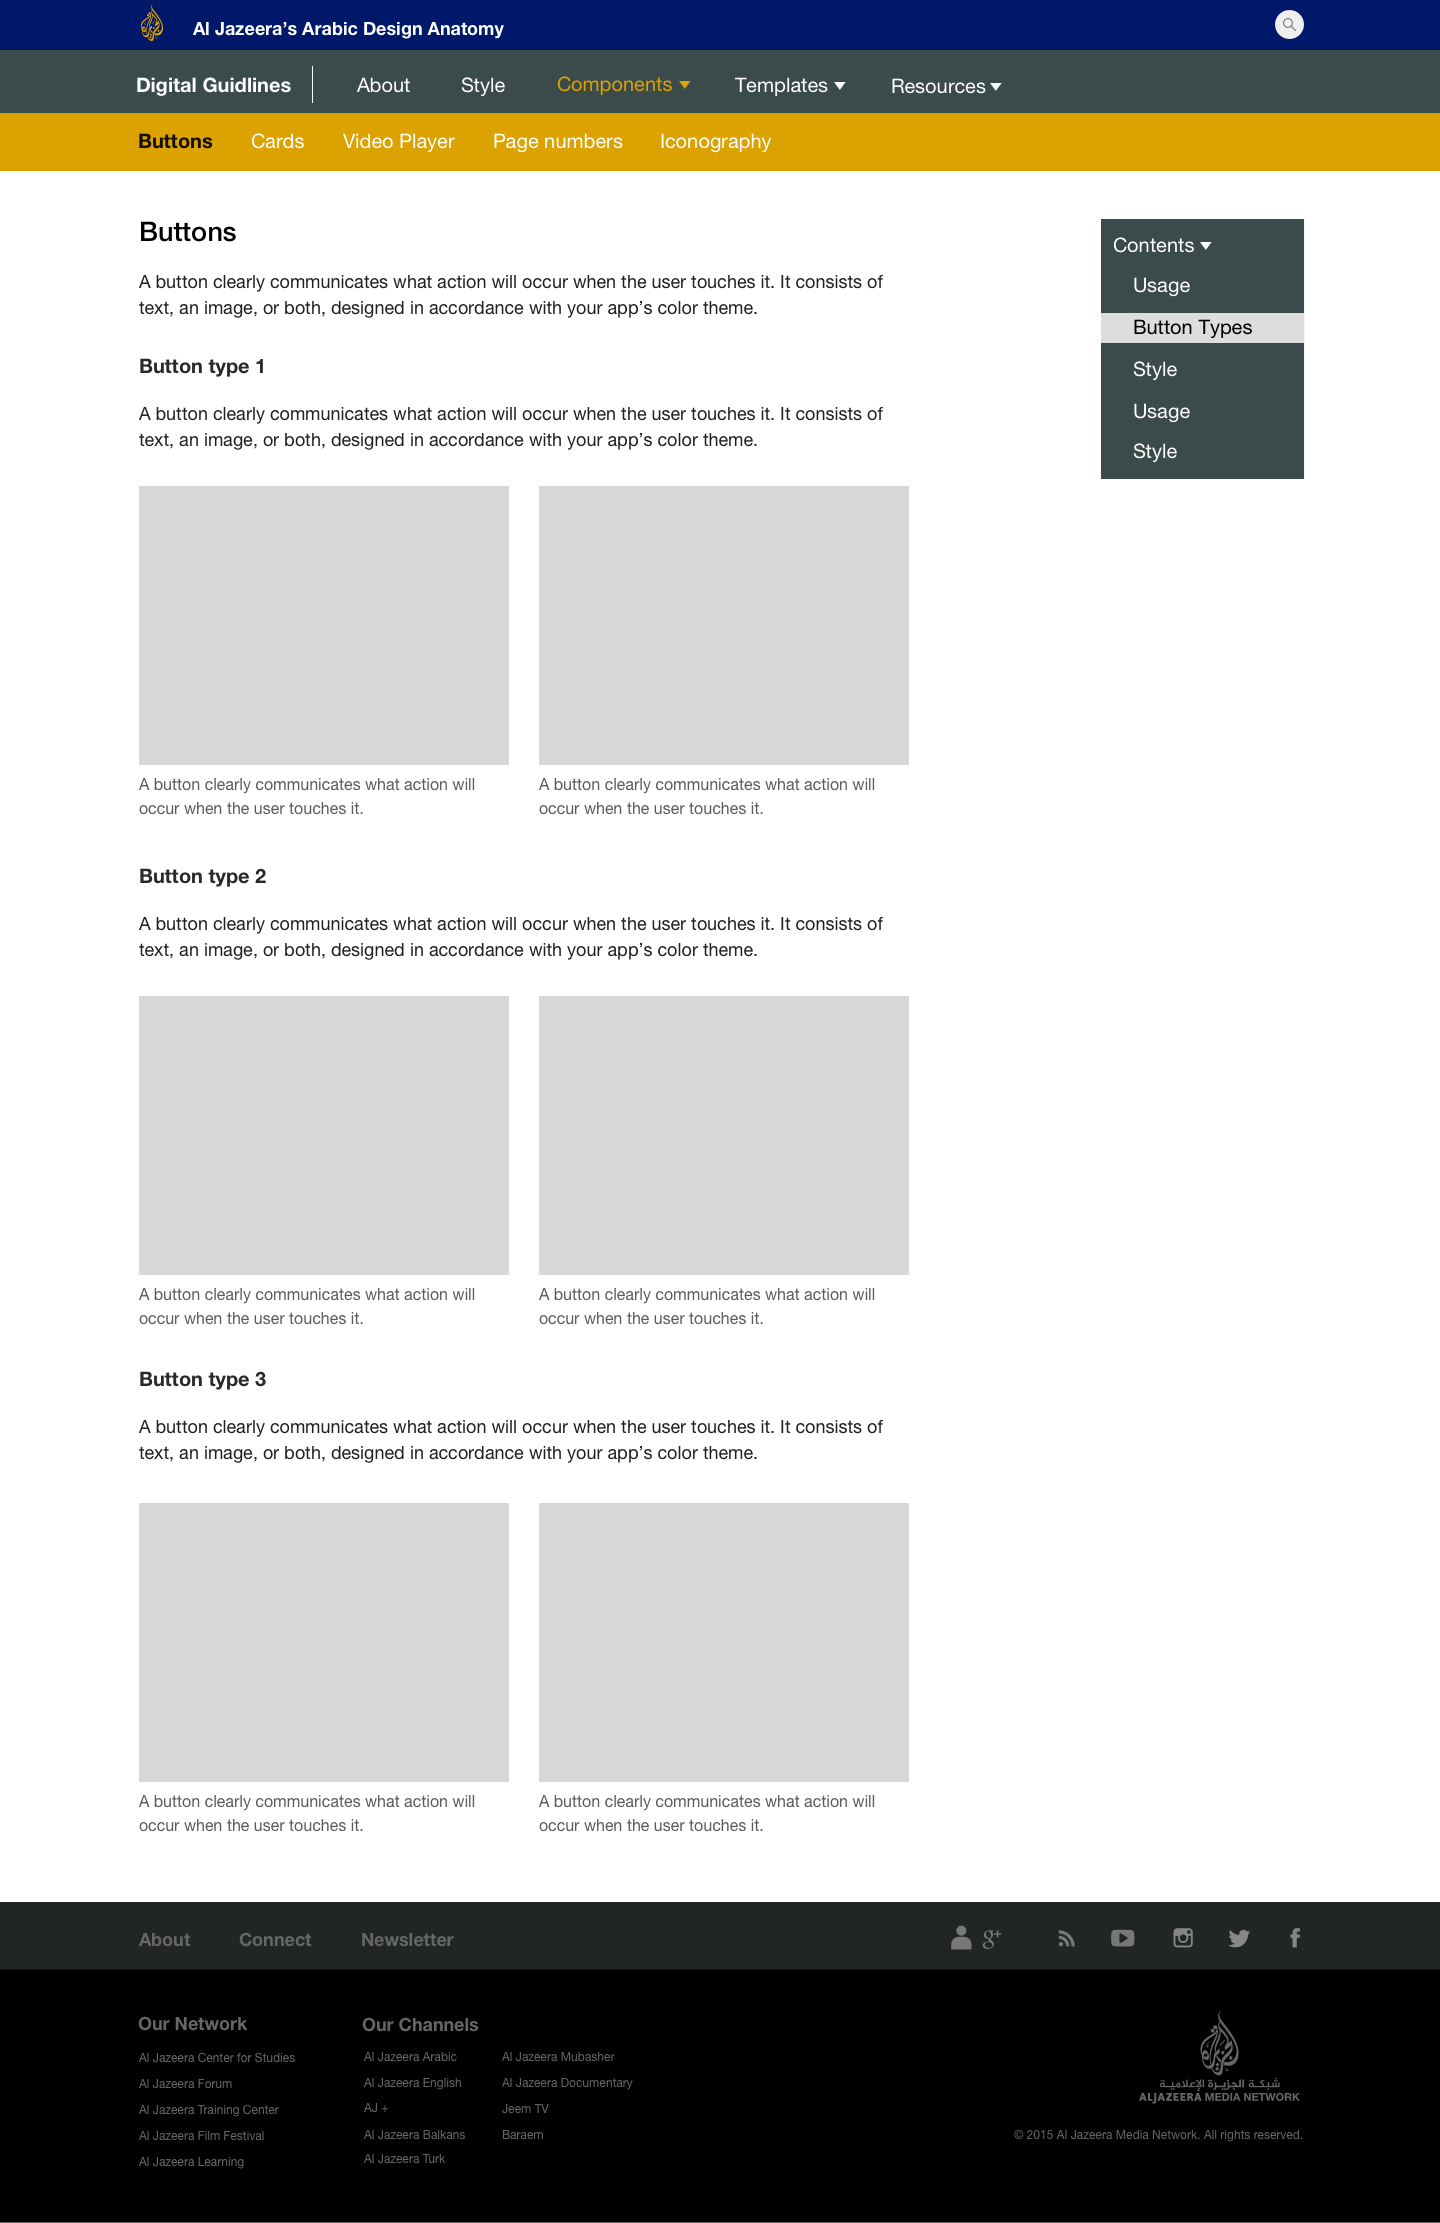 Al Jazeera’s Arabic Design Anatomy
Digital Guidlines
About
Style
Components
Templates
Resources
Buttons
Cards
Video Player
Page numbers
Iconography
Buttons
A button clearly communicates what action will occur when the user touches it. It consists of
text, an image, or both, designed in accordance with your app’s color theme.
Contents
Usage
Button Types
Style
Usage
Style
Button type 1
A button clearly communicates what action will occur when the user touches it. It consists of
text, an image, or both, designed in accordance with your app’s color theme.
A button clearly communicates what action will
occur when the user touches it.
A button clearly communicates what action will
occur when the user touches it.
Button type 2
A button clearly communicates what action will occur when the user touches it. It consists of
text, an image, or both, designed in accordance with your app’s color theme.
A button clearly communicates what action will
occur when the user touches it.
A button clearly communicates what action will
occur when the user touches it.
Button type 3
A button clearly communicates what action will occur when the user touches it. It consists of
text, an image, or both, designed in accordance with your app’s color theme.
A button clearly communicates what action will
occur when the user touches it.
A button clearly communicates what action will
occur when the user touches it.
About
Connect
Newsletter
Our Network
Al Jazeera Center for Studies
Al Jazeera Forum
Al Jazeera Training Center
Al Jazeera Film Festival
Al Jazeera Learning
Our Channels
Al Jazeera Arabic
Al Jazeera English
AJ +
Al Jazeera Balkans
Al Jazeera Turk
Al Jazeera Mubasher
Al Jazeera Documentary
Jeem TV
Baraem
شبكة الجزيرة الإعلامية
ALJAZEERA MEDIA NETWORK
© 2015 Al Jazeera Media Network. All rights reserved.